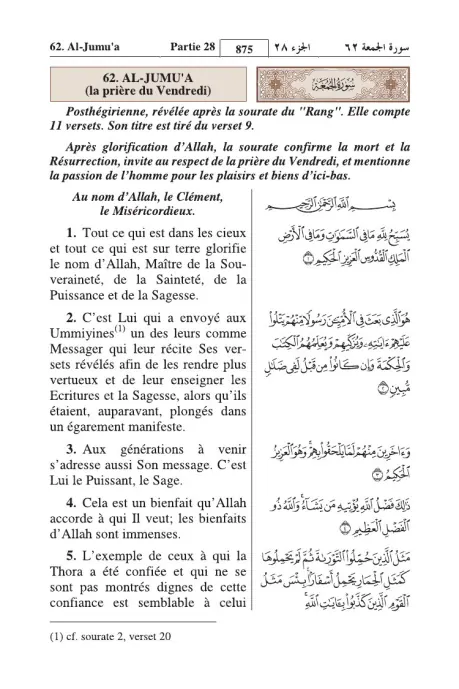 62. Al-Jumu'a Partie 28 875 الجزء ٢٨ سورة الجمعة ٦٢
62. AL-JUMU'A
(la prière du Vendredi)
سُورَةُ الجُمُعَةِ
Posthégirienne, révélée après la sourate du "Rang". Elle compte
11 versets. Son titre est tiré du verset 9.
Après glorification d’Allah, la sourate confirme la mort et la
Résurrection, invite au respect de la prière du Vendredi, et mentionne
la passion de l’homme pour les plaisirs et biens d’ici-bas.
Au nom d’Allah, le Clément,
le Miséricordieux.
1. Tout ce qui est dans les cieux
et tout ce qui est sur terre glorifie
le nom d’Allah, Maître de la Sou-
veraineté, de la Sainteté, de la
Puissance et de la Sagesse.
2. C’est Lui qui a envoyé aux
Ummiyines(1) un des leurs comme
Messager qui leur récite Ses ver-
sets révélés afin de les rendre plus
vertueux et de leur enseigner les
Ecritures et la Sagesse, alors qu’ils
étaient, auparavant, plongés dans
un égarement manifeste.
3. Aux générations à venir
s’adresse aussi Son message. C’est
Lui le Puissant, le Sage.
4. Cela est un bienfait qu’Allah
accorde à qui Il veut; les bienfaits
d’Allah sont immenses.
5. L’exemple de ceux à qui la
Thora a été confiée et qui ne se
sont pas montrés dignes de cette
confiance est semblable à celui
بِسْمِ ٱللَّهِ ٱلرَّحْمَٰنِ ٱلرَّحِيمِ
يُسَبِّحُ لِلَّهِ مَا فِي ٱلسَّمَٰوَٰتِ وَمَا فِي ٱلْأَرْضِ
ٱلْمَلِكِ ٱلْقُدُّوسِ ٱلْعَزِيزِ ٱلْحَكِيمِ ١
هُوَ ٱلَّذِي بَعَثَ فِي ٱلْأُمِّيِّـۧنَ رَسُولًا مِّنْهُمْ يَتْلُوا۟
عَلَيْهِمْ ءَايَٰتِهِۦ وَيُزَكِّيهِمْ وَيُعَلِّمُهُمُ ٱلْكِتَٰبَ
وَٱلْحِكْمَةَ وَإِن كَانُوا۟ مِن قَبْلُ لَفِي ضَلَٰلٍ
مُّبِينٍ ٢
وَءَاخَرِينَ مِنْهُمْ لَمَّا يَلْحَقُوا۟ بِهِمْ وَهُوَ ٱلْعَزِيزُ
ٱلْحَكِيمُ ٣
ذَٰلِكَ فَضْلُ ٱللَّهِ يُؤْتِيهِ مَن يَشَآءُ وَٱللَّهُ ذُو
ٱلْفَضْلِ ٱلْعَظِيمِ ٤
مَثَلُ ٱلَّذِينَ حُمِّلُوا۟ ٱلتَّوْرَىٰةَ ثُمَّ لَمْ يَحْمِلُوهَا
كَمَثَلِ ٱلْحِمَارِ يَحْمِلُ أَسْفَارًۢا بِئْسَ مَثَلُ
ٱلْقَوْمِ ٱلَّذِينَ كَذَّبُوا۟ بِـَٔايَٰتِ ٱللَّهِ
(1) cf. sourate 2, verset 20